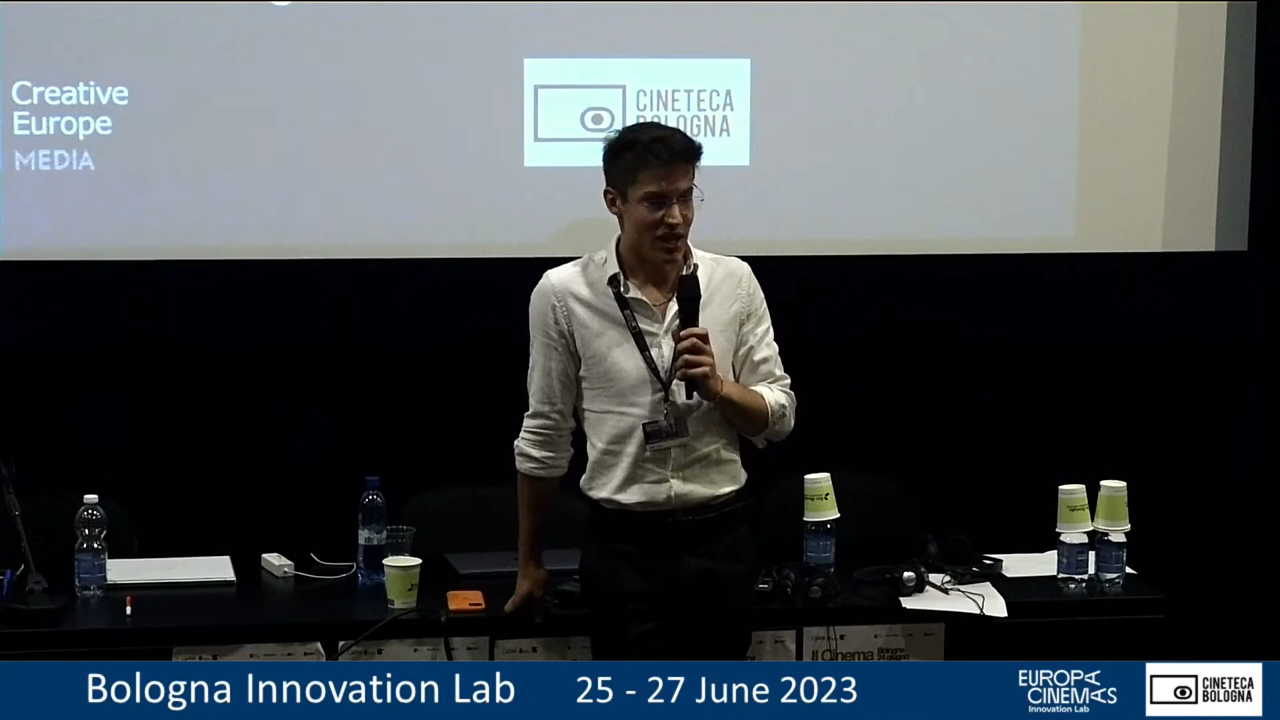 Creative
Europe
MEDIA
CINETECA
BOLOGNA
Il Cinema
Bologna
Bologna Innovation Lab
25 - 27 June 2023
EUROPA
CINEMAS
Innovation Lab
CINETECA
BOLOGNA